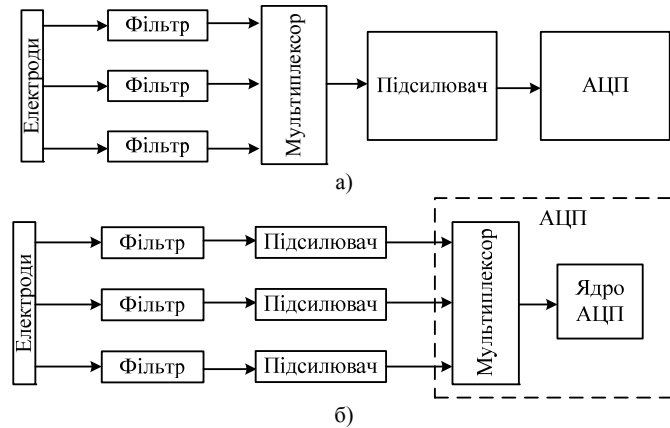 Електроди
Фільтр
Фільтр
Фільтр
Мультиплексор
Підсилювач
АЦП
а)
Електроди
Фільтр
Підсилювач
Фільтр
Підсилювач
Фільтр
Підсилювач
Мультиплексор
АЦП
Ядро
АЦП
б)